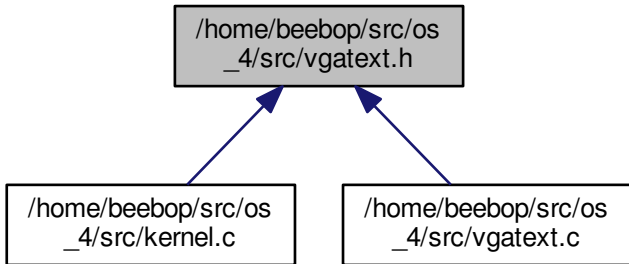 /home/beebop/src/os
_4/src/vgatext.h
/home/beebop/src/os
_4/src/kernel.c
/home/beebop/src/os
_4/src/vgatext.c